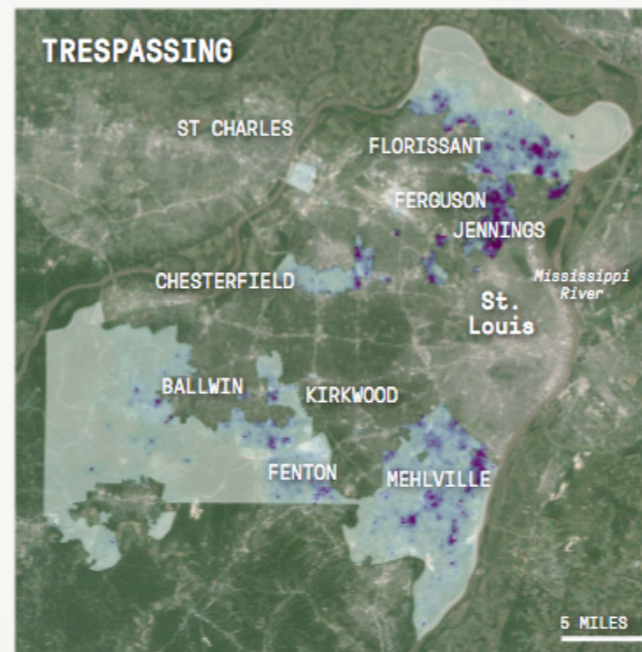 TRESPASSING
ST CHARLES
FLORISSANT
FERGUSON
JENNINGS
CHESTERFIELD
Mississippi
River
St.
Louis
BALLWIN
KIRKWOOD
FENTON
MEHLVILLE
5 MILES